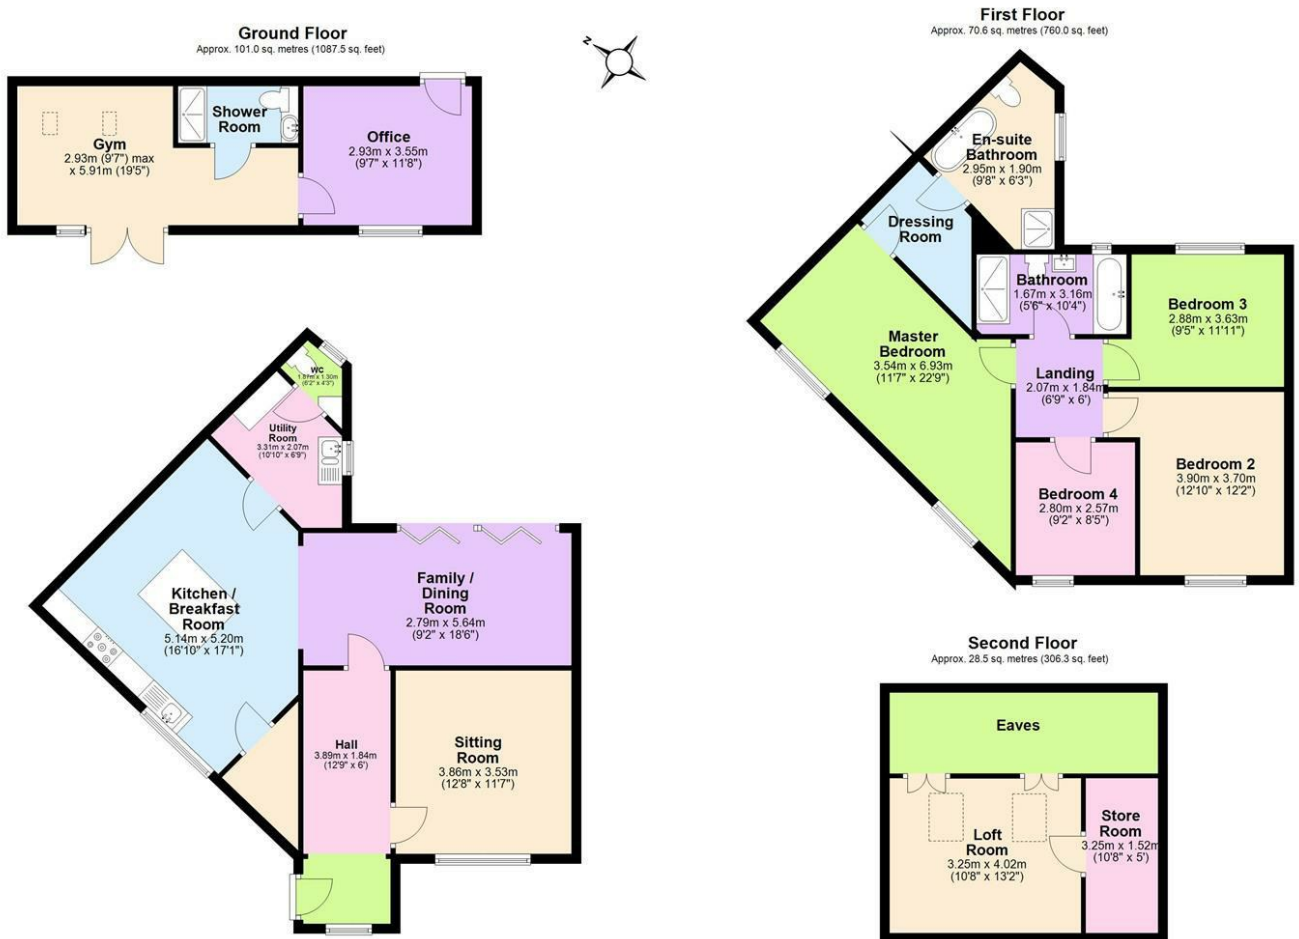 Ground Floor
Approx. 101.0 sq. metres (1087.5 sq. feet)
Gym
2.93m (9'7") max
x 5.91m (19'5")
Shower
Room
Office
2.93m x 3.55m
(9'7" x 11'8")
WC
1.87m x 1.30m
(6'2" x 4'3")
Utility
Room
3.31m x 2.07m
(10'10" x 6'9")
Kitchen /
Breakfast
Room
5.14m x 5.20m
(16'10" x 17'1")
Family /
Dining
Room
2.79m x 5.64m
(9'2" x 18'6")
Hall
3.89m x 1.84m
(12'9" x 6')
Sitting
Room
3.86m x 3.53m
(12'8" x 11'7")
N
First Floor
Approx. 70.6 sq. metres (760.0 sq. feet)
En-suite
Bathroom
2.95m x 1.90m
(9'8" x 6'3")
Dressing
Room
Bathroom
1.67m x 3.16m
(5'6" x 10'4")
Bedroom 3
2.88m x 3.63m
(9'5" x 11'11")
Master
Bedroom
3.54m x 6.93m
(11'7" x 22'9")
Landing
2.07m x 1.84m
(6'9" x 6')
Bedroom 2
3.90m x 3.70m
(12'10" x 12'2")
Bedroom 4
2.80m x 2.57m
(9'2" x 8'5")
Second Floor
Approx. 28.5 sq. metres (306.3 sq. feet)
Eaves
Loft
Room
3.25m x 4.02m
(10'8" x 13'2")
Store
Room
3.25m x 1.52m
(10'8" x 5')